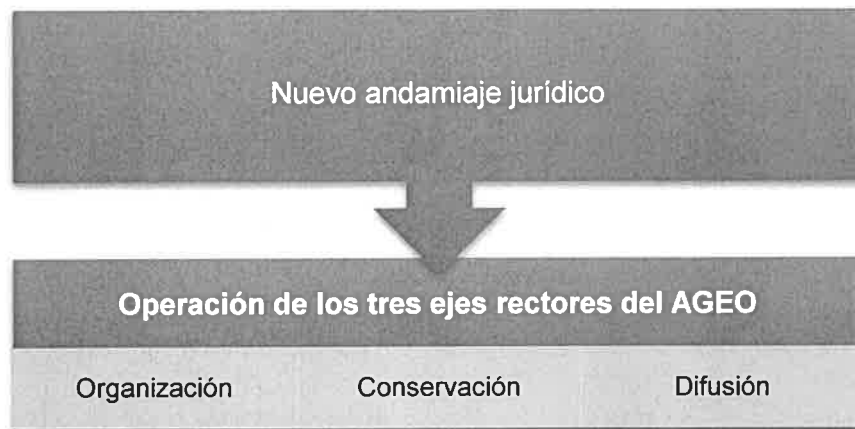 Nuevo andamiaje jurídico
Operación de los tres ejes rectores del AGEO
Organización Conservación Difusión